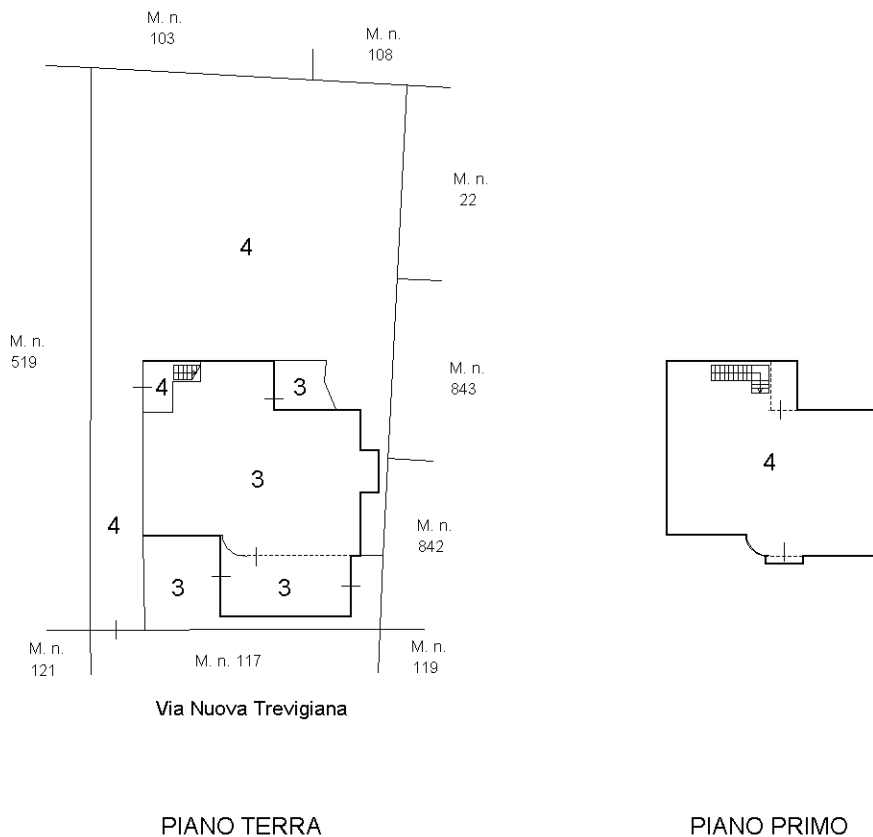 M. n.
103
M. n.
108
M. n.
22
4
M. n.
519
4
3
M. n.
843
3
4
4
M. n.
842
3
3
M. n.
121
M. n. 117
M. n.
119
Via Nuova Trevigiana
PIANO TERRA
PIANO PRIMO